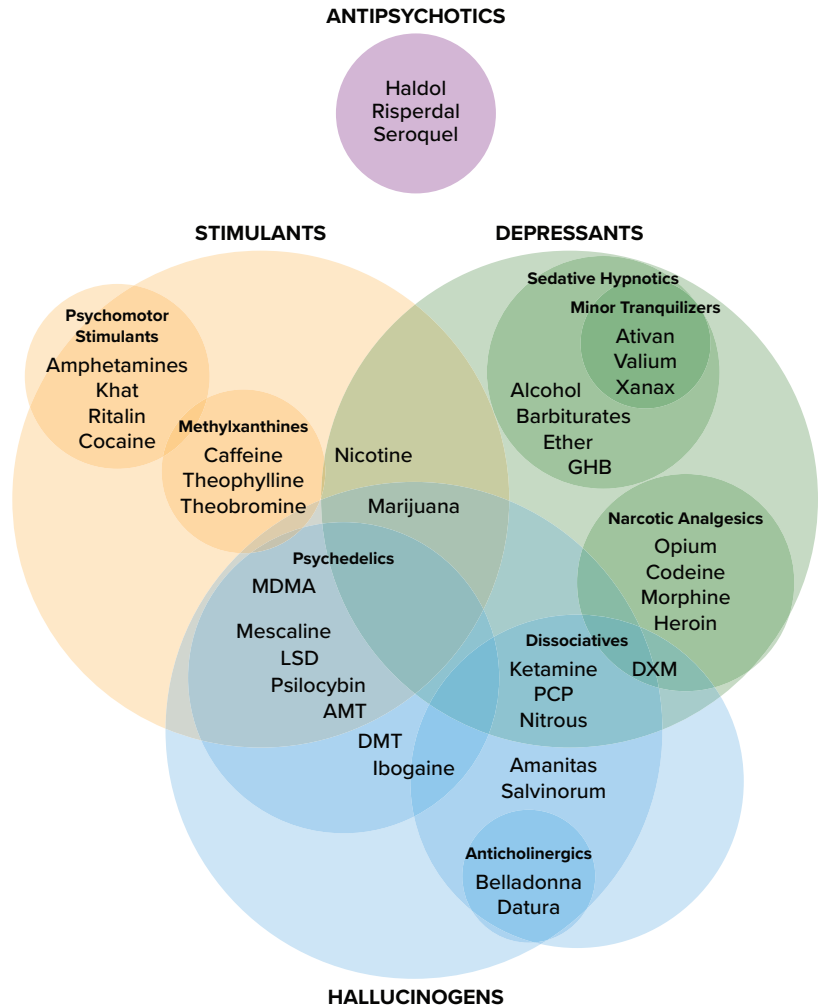 ANTIPSYCHOTICS
Haldol
Risperdal
Seroquel
STIMULANTS
DEPRESSANTS
Psychomotor
Stimulants
Amphetamines
Khat
Ritalin
Cocaine
Methylxanthines
Caffeine
Theophylline
Theobromine
Nicotine
Marijuana
Sedative Hypnotics
Minor Tranquilizers
Ativan
Valium
Xanax
Alcohol
Barbiturates
Ether
GHB
Narcotic Analgesics
Opium
Codeine
Morphine
Heroin
Psychedelics
MDMA
Mescaline
LSD
Psilocybin
AMT
DMT
Ibogaine
Dissociatives
Ketamine
PCP
Nitrous
DXM
Amanitas
Salvinorum
Anticholinergics
Belladonna
Datura
HALLUCINOGENS